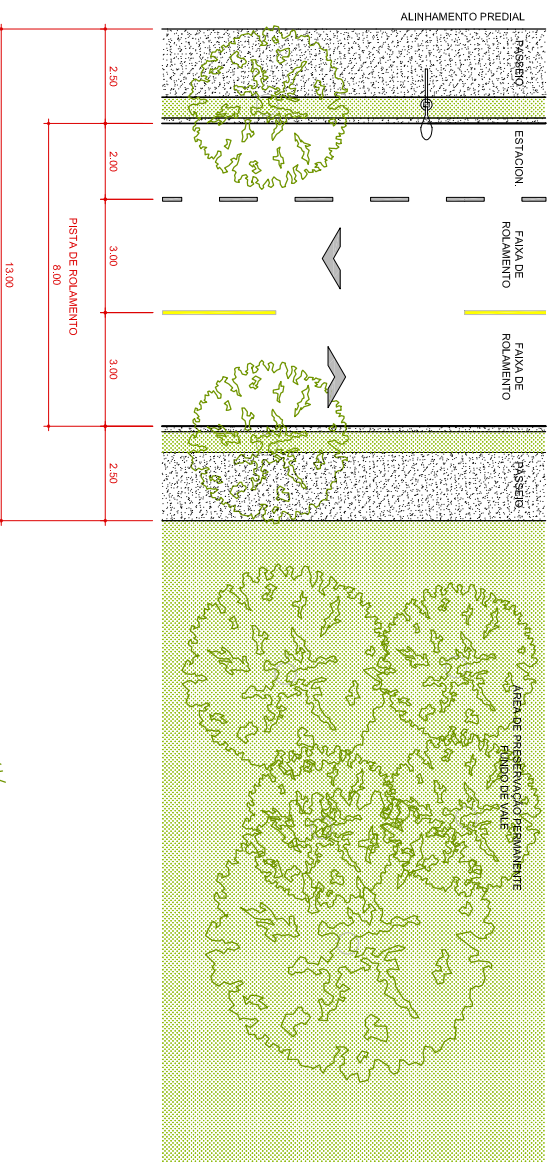 ALINHAMENTO PREDIAL
PASSEIO
ESTACION.
FAIXA DE
ROLAMENTO
FAIXA DE
ROLAMENTO
PASSEIO
ÁREA DE PRESERVAÇÃO PERMANENTE
FUNDO DE VALE
2.50
2.00
3.00
3.00
2.50
PISTA DE ROLAMENTO
8.00
13.00